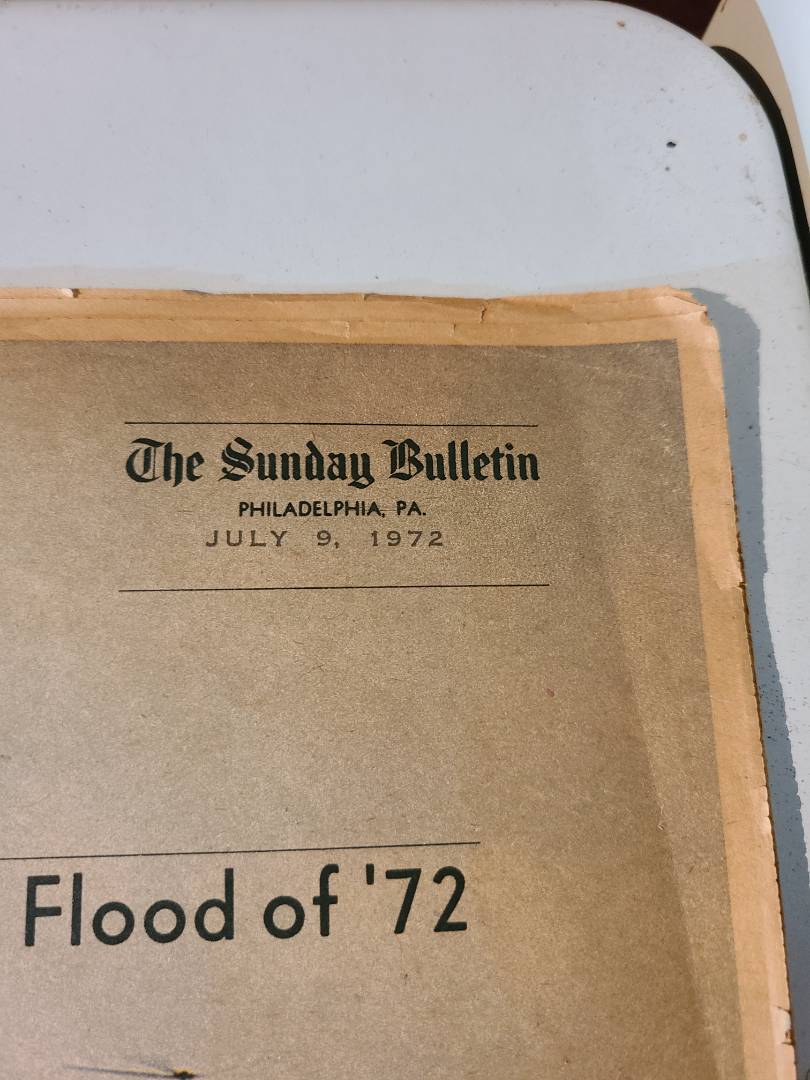 The Sunday Bulletin
PHILADELPHIA, PA.
JULY 9, 1972
Flood of '72